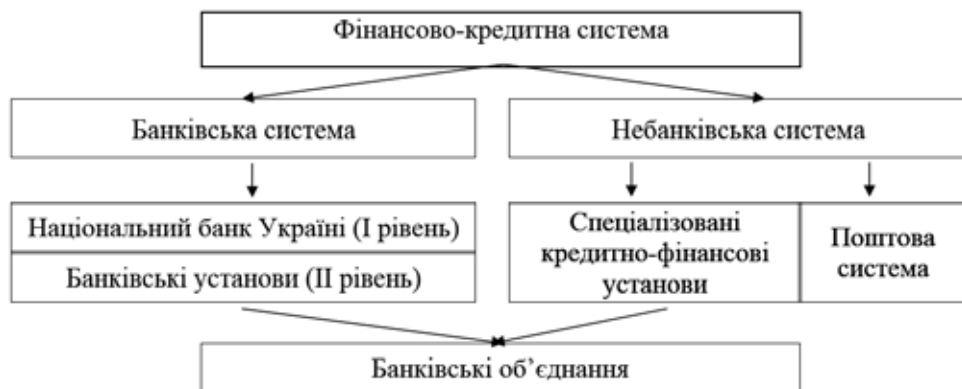 Фінансово-кредитна система
Банківська система
Небанківська система
Національний банк Україні (І рівень)
Банківські установи (ІІ рівень)
Спеціалізовані
кредитно-фінансові
установи
Поштова
система
Банківські об’єднання